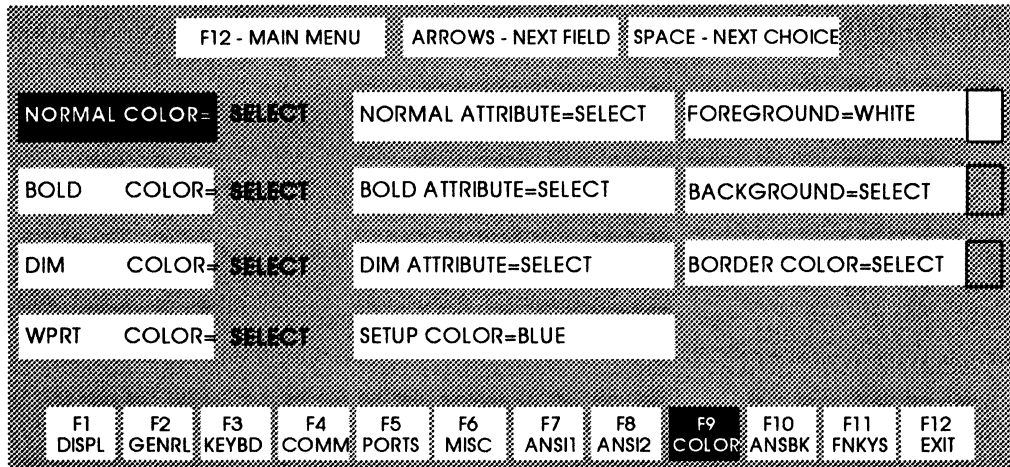 F12 - MAIN MENU ARROWS - NEXT FIELD SPACE - NEXT CHOICE
NORMAL COLOR= SELECT NORMAL ATTRIBUTE=SELECT FOREGROUND=WHITE
BOLD COLOR= SELECT BOLD ATTRIBUTE=SELECT BACKGROUND=SELECT
DIM COLOR= SELECT DIM ATTRIBUTE=SELECT BORDER COLOR=SELECT
WPRT COLOR= SELECT SETUP COLOR=BLUE
F1 F2 F3 F4 F5 F6 F7 F8 F9 F10 F11 F12
DISPL GENRL KEYBD COMM PORTS MISC ANSI1 ANSI2 COLOR ANSBK FNKYS EXIT